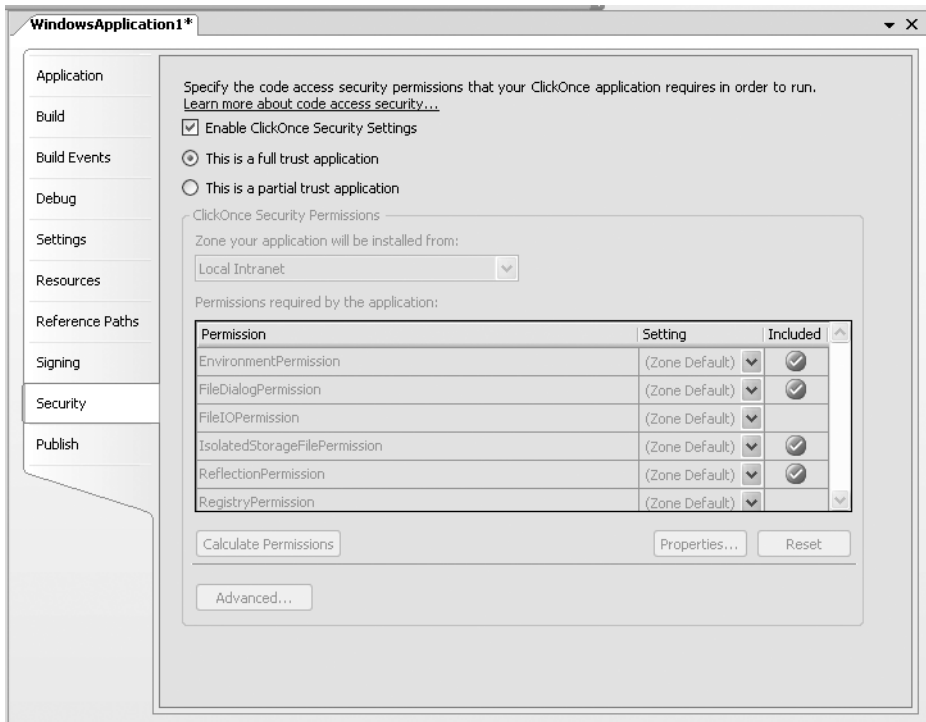 WindowsApplication1*
Application
Build
Build Events
Debug
Settings
Resources
Reference Paths
Signing
Security
Publish
Specify the code access security permissions that your ClickOnce application requires in order to run.
Learn more about code access security...
Enable ClickOnce Security Settings
This is a full trust application
This is a partial trust application
ClickOnce Security Permissions
Zone your application will be installed from:
Local Intranet
Permissions required by the application:
Permission Setting Included
EnvironmentPermission (Zone Default)
FileDialogPermission (Zone Default)
FileIOPermission (Zone Default)
IsolatedStorageFilePermission (Zone Default)
ReflectionPermission (Zone Default)
RegistryPermission (Zone Default)
Calculate Permissions Properties... Reset
Advanced...